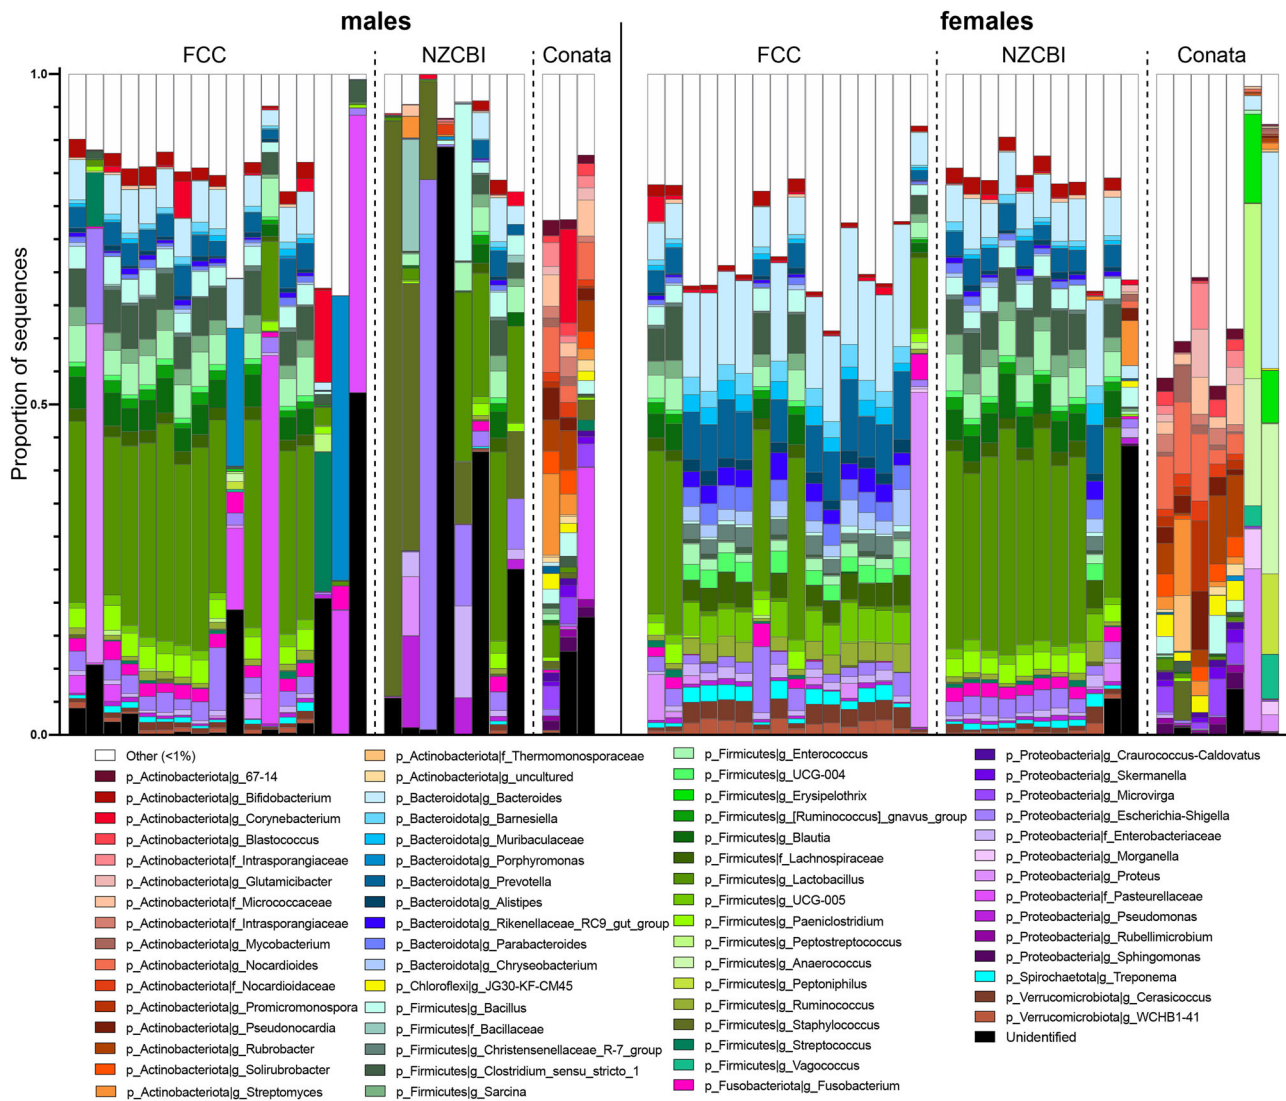 males
females
FCC
NZCBI
Conata
FCC
NZCBI
Conata
1.0
0.5
0.0
Proportion of sequences
Other (<1%)
p_Actinobacteriota|g_67-14
p_Actinobacteriota|g_Bifidobacterium
p_Actinobacteriota|g_Corynebacterium
p_Actinobacteriota|g_Blastococcus
p_Actinobacteriota|f_Intrasporangiaceae
p_Actinobacteriota|g_Glutamicibacter
p_Actinobacteriota|f_Micrococcaceae
p_Actinobacteriota|f_Intrasporangiaceae
p_Actinobacteriota|g_Mycobacterium
p_Actinobacteriota|g_Nocardioides
p_Actinobacteriota|f_Nocardioidaceae
p_Actinobacteriota|g_Promicromonospora
p_Actinobacteriota|g_Pseudonocardia
p_Actinobacteriota|g_Rubrobacter
p_Actinobacteriota|g_Solirubrobacter
p_Actinobacteriota|g_Streptomyces
p_Actinobacteriota|f_Thermomonosporaceae
p_Actinobacteriota|g_uncultured
p_Bacteroidota|g_Bacteroides
p_Bacteroidota|g_Barnesiella
p_Bacteroidota|g_Muribaculaceae
p_Bacteroidota|g_Porphyromonas
p_Bacteroidota|g_Prevotella
p_Bacteroidota|g_Alistipes
p_Bacteroidota|g_Rikenellaceae_RC9_gut_group
p_Bacteroidota|g_Parabacteroides
p_Bacteroidota|g_Chryseobacterium
p_Chloroflexi|g_JG30-KF-CM45
p_Firmicutes|g_Bacillus
p_Firmicutes|f_Bacillaceae
p_Firmicutes|g_Christensenellaceae_R-7_group
p_Firmicutes|g_Clostridium_sensu_stricto_1
p_Firmicutes|g_Sarcina
p_Firmicutes|g_Enterococcus
p_Firmicutes|g_UCG-004
p_Firmicutes|g_Erysipelothrix
p_Firmicutes|g_[Ruminococcus]_gnavus_group
p_Firmicutes|g_Blautia
p_Firmicutes|f_Lachnospiraceae
p_Firmicutes|g_Lactobacillus
p_Firmicutes|g_UCG-005
p_Firmicutes|g_Paeniclostridium
p_Firmicutes|g_Peptostreptococcus
p_Firmicutes|g_Anaerococcus
p_Firmicutes|g_Peptoniphilus
p_Firmicutes|g_Ruminococcus
p_Firmicutes|g_Staphylococcus
p_Firmicutes|g_Streptococcus
p_Firmicutes|g_Vagococcus
p_Fusobacteriota|g_Fusobacterium
p_Proteobacteria|g_Craurococcus-Caldovatus
p_Proteobacteria|g_Skermanella
p_Proteobacteria|g_Microvirga
p_Proteobacteria|g_Escherichia-Shigella
p_Proteobacteria|f_Enterobacteriaceae
p_Proteobacteria|g_Morganella
p_Proteobacteria|g_Proteus
p_Proteobacteria|f_Pasteurellaceae
p_Proteobacteria|g_Pseudomonas
p_Proteobacteria|g_Rubellimicrobium
p_Proteobacteria|g_Sphingomonas
p_Spirochaetota|g_Treponema
p_Verrucomicrobiota|g_Cerasicoccus
p_Verrucomicrobiota|g_WCHB1-41
Unidentified